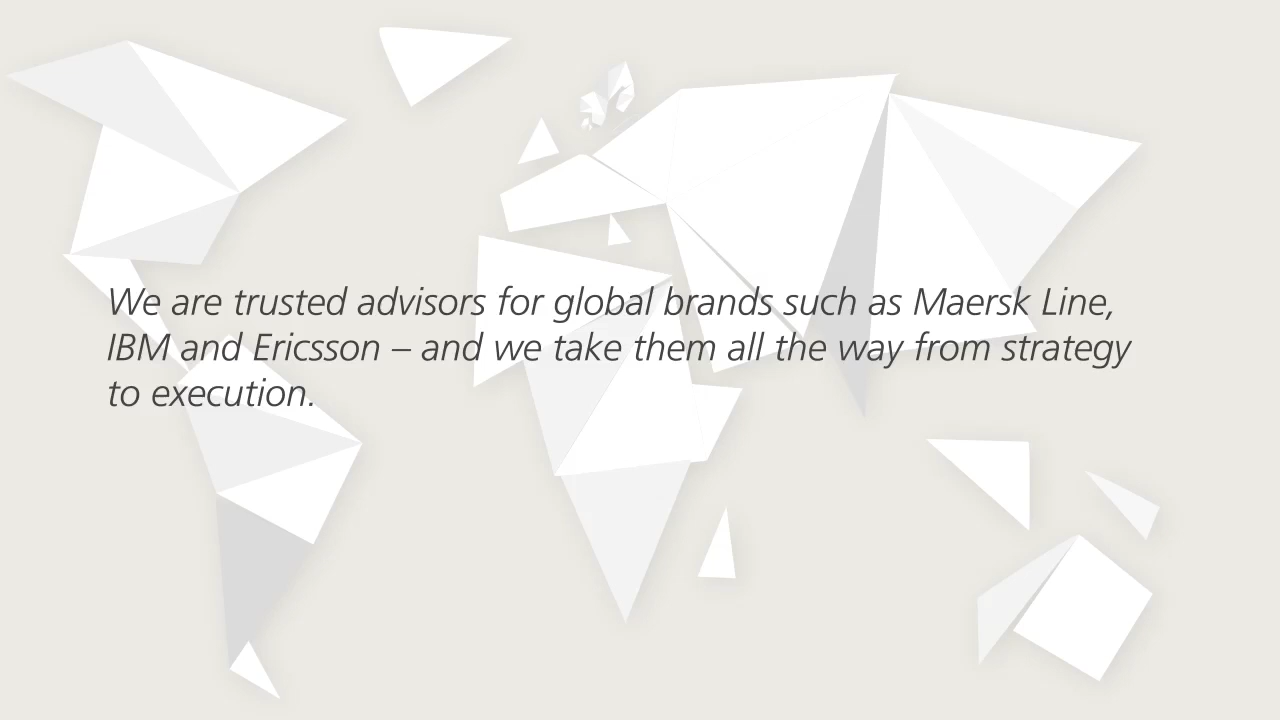 We are trusted advisors for global brands such as Maersk Line,
IBM and Ericsson – and we take them all the way from strategy
to execution.